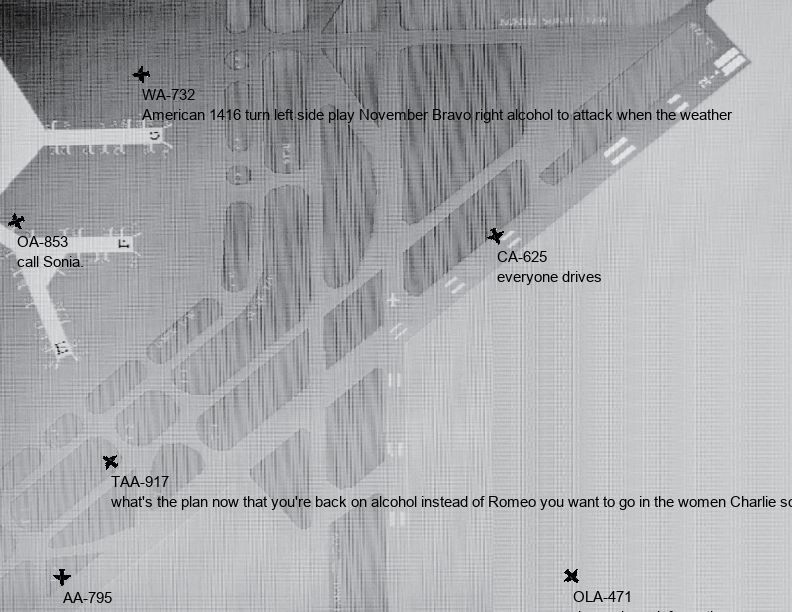 WA-732
American 1416 turn left side play November Bravo right alcohol to attack when the weather
OA-853
call Sonia.
CA-625
everyone drives
TAA-917
what's the plan now that you're back on alcohol instead of Romeo you want to go in the women Charlie
AA-795
OLA-471